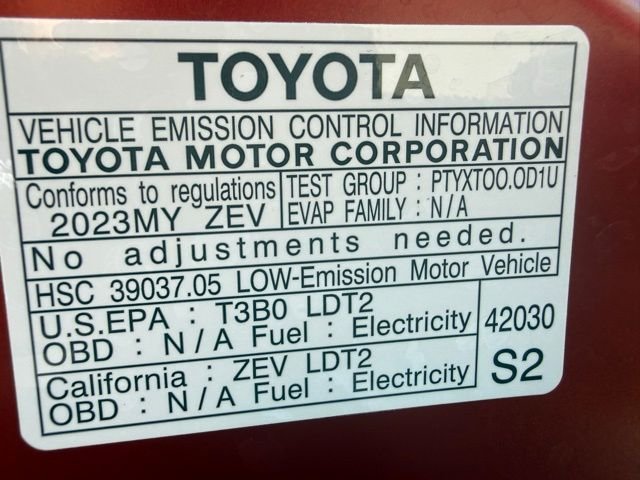 TOYOTA
VEHICLE EMISSION CONTROL INFORMATION
TOYOTA MOTOR CORPORATION
Conforms to regulations
2023MY ZEV
TEST GROUP : PTYXT00.0D1U
EVAP FAMILY : N/A
No adjustments needed.
HSC 39037.05 LOW-Emission Motor Vehicle
U.S.EPA : T3B0 LDT2
OBD : N/A Fuel : Electricity
California : ZEV LDT2
OBD : N/A Fuel : Electricity
42030
S2